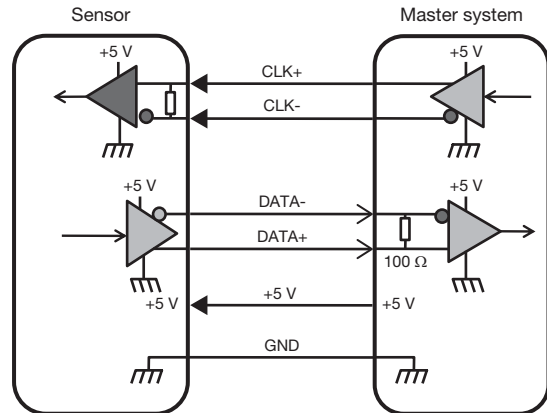 Sensor
Master system
+5 V
+5 V
CLK+
CLK-
+5 V
+5 V
DATA-
DATA+
100 Ω
+5 V
+5 V
+5 V
GND